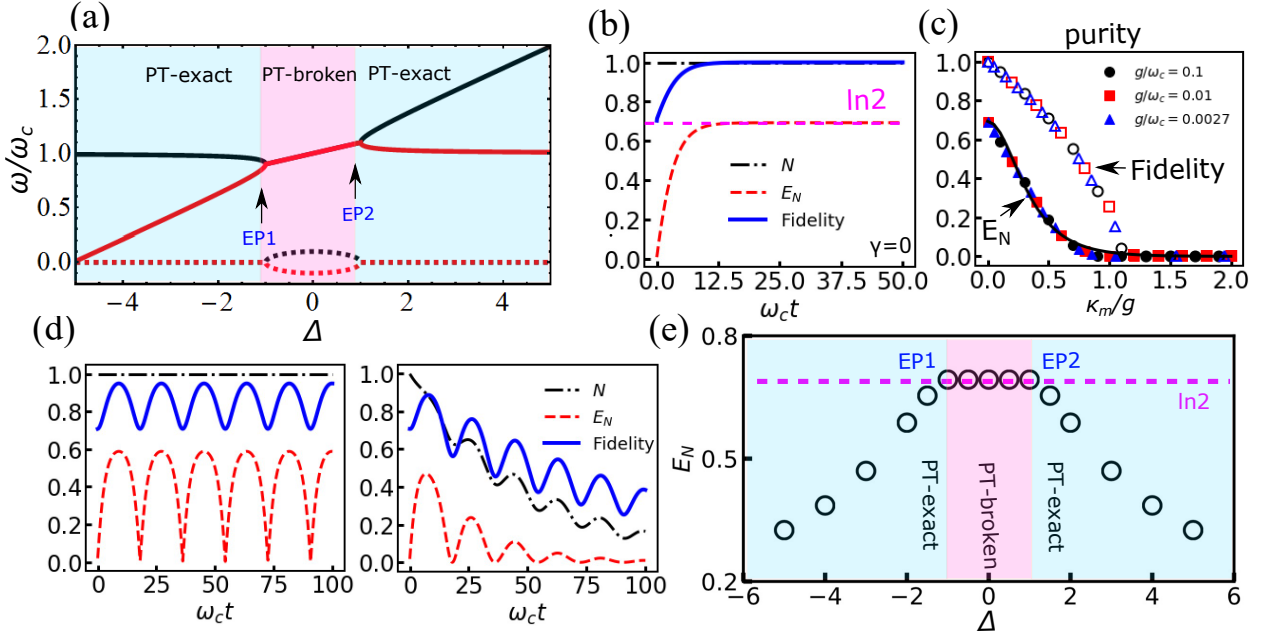 (a)
2.0
1.5
1.0
0.5
0.0
ω/ω_c
PT-exact
PT-broken
PT-exact
EP1
EP2
−4
−2
0
2
4
Δ
(b)
1.0
0.8
0.6
0.4
0.2
0.0
ln2
N
E_N
Fidelity
γ=0
0
12.5
25.0
37.5
50.0
ω_c t
(c)
purity
1.0
0.8
0.6
0.4
0.2
0.0
g/ω_c = 0.1
g/ω_c = 0.01
g/ω_c = 0.0027
Fidelity
E_N
0.0
0.5
1.0
1.5
2.0
κ_m/g
(d)
1.0
0.8
0.6
0.4
0.2
0.0
0
25
50
75
100
ω_c t
1.0
0.8
0.6
0.4
0.2
0.0
N
E_N
Fidelity
0
25
50
75
100
ω_c t
(e)
0.8
0.5
0.2
E_N
EP1
EP2
ln2
PT-exact
PT-broken
PT-exact
−6
−4
−2
0
2
4
6
Δ